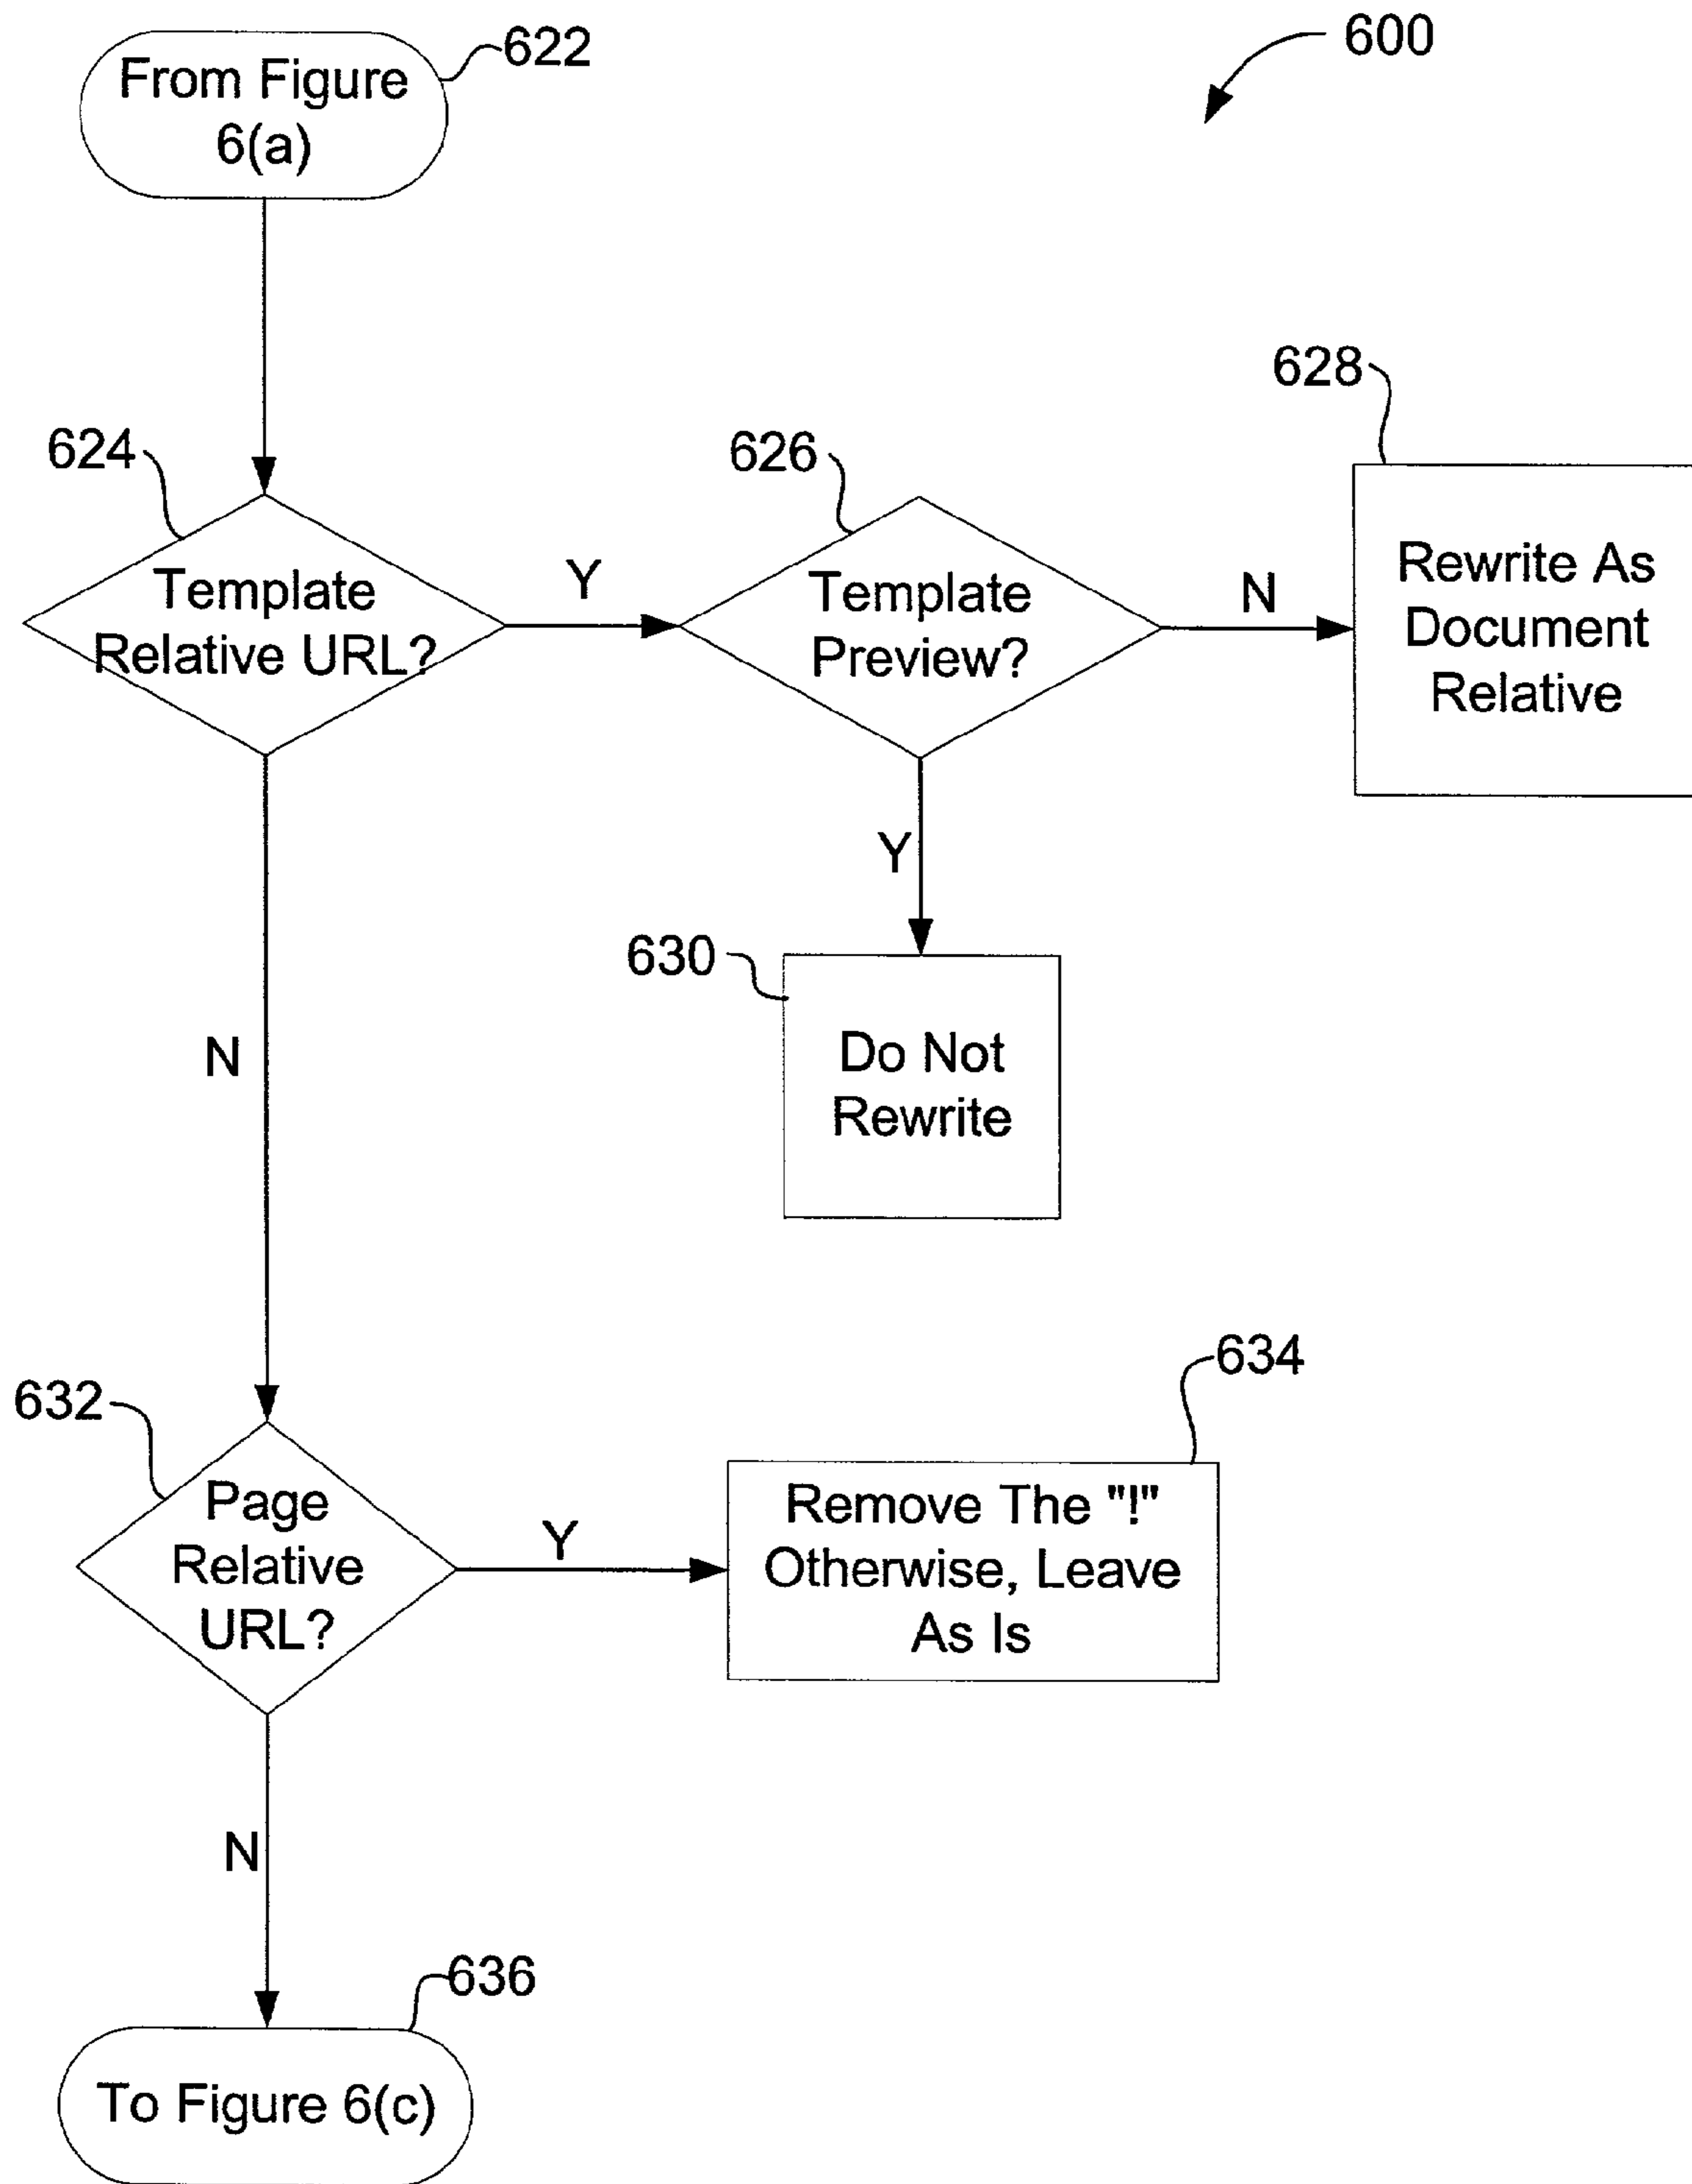 600
622
From Figure
6(a)
624
Template
Relative URL?
Y
626
Template
Preview?
N
628
Rewrite As
Document
Relative
Y
630
Do Not
Rewrite
N
632
Page
Relative
URL?
Y
634
Remove The "!"
Otherwise, Leave
As Is
N
636
To Figure 6(c)